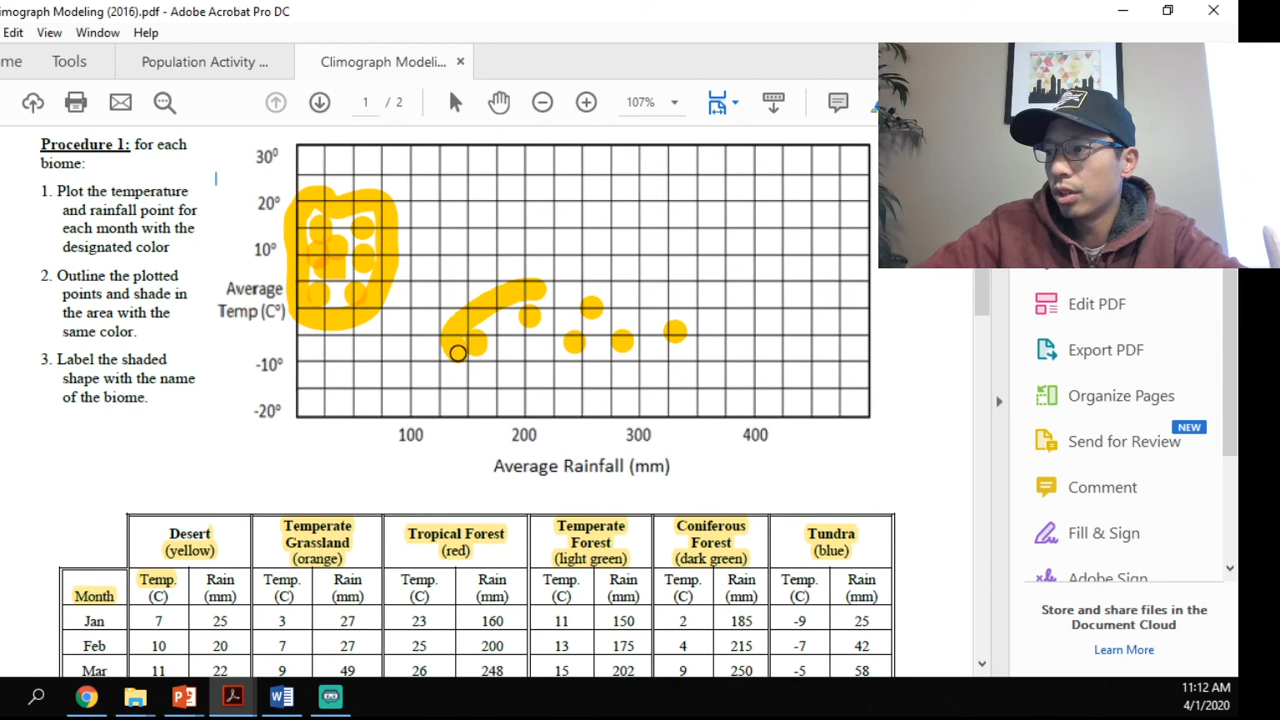 Climograph Modeling (2016).pdf - Adobe Acrobat Pro DC
Edit View Window Help
Tools Population Activity ... Climograph Modeli... ×
1 / 2 107%
Procedure 1: for each
biome:
1. Plot the temperature
and rainfall point for
each month with the
designated color
2. Outline the plotted
points and shade in
the area with the
same color.
3. Label the shaded
shape with the name
of the biome.
30⁰
20⁰
10⁰
Average
Temp (C⁰)
-10⁰
-20⁰
100 200 300 400
Average Rainfall (mm)
Desert
(yellow)
Temperate
Grassland
(orange)
Tropical Forest
(red)
Temperate
Forest
(light green)
Coniferous
Forest
(dark green)
Tundra
(blue)
Month Temp. (C) Rain (mm) Temp. (C) Rain (mm) Temp. (C) Rain (mm) Temp. (C) Rain (mm) Temp. (C) Rain (mm) Temp. (C) Rain (mm)
Jan 7 25 3 27 23 160 11 150 2 185 -9 25
Feb 10 20 7 27 25 200 13 175 4 215 -7 42
Mar 11 22 9 49 26 248 15 202 9 250 -5 58
Edit PDF
Export PDF
Organize Pages
NEW
Send for Review
Comment
Fill & Sign
Adobe Sign
Store and share files in the
Document Cloud
Learn More
11:12 AM
4/1/2020